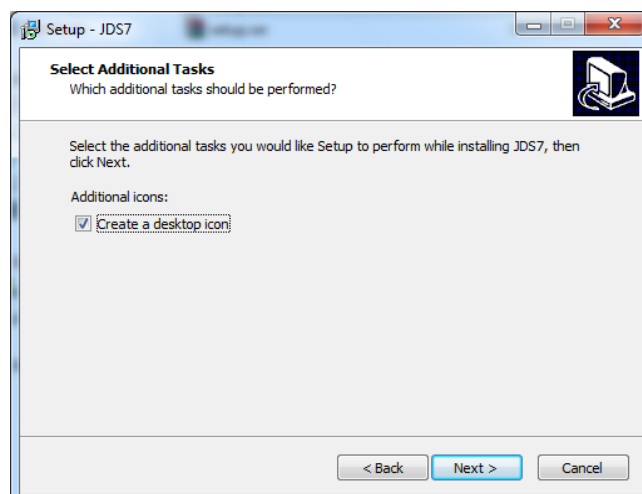 Setup - JDS7
Select Additional Tasks
Which additional tasks should be performed?
Select the additional tasks you would like Setup to perform while installing JDS7, then
click Next.
Additional icons:
Create a desktop icon
< Back
Next >
Cancel